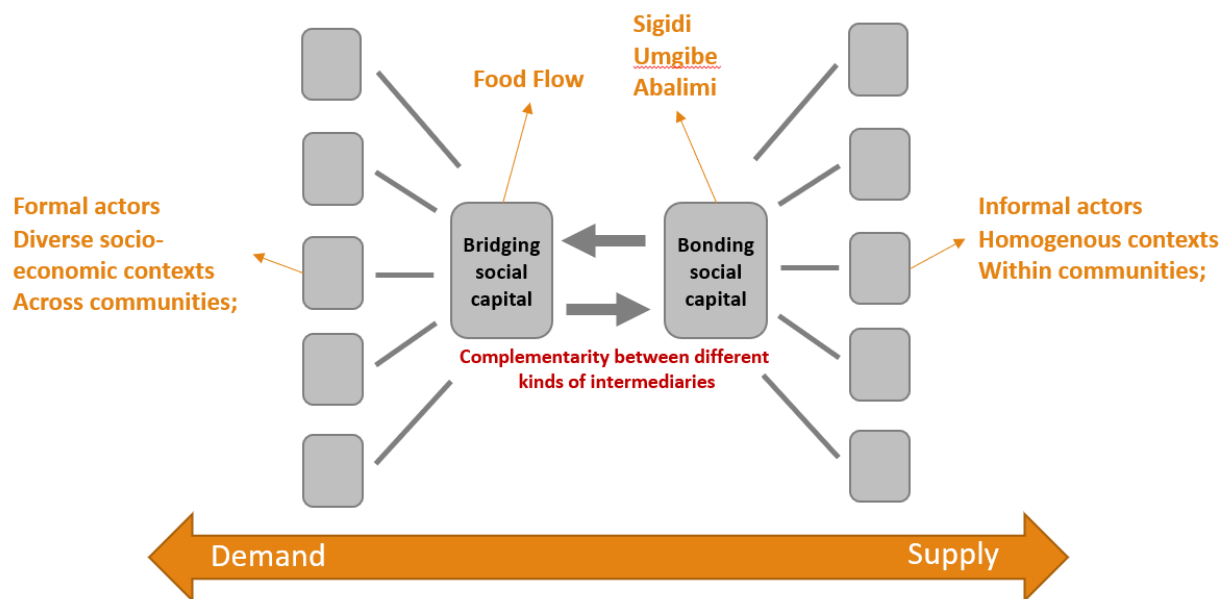 Sigidi
Umgibe
Abalimi
Food Flow
Formal actors
Diverse socio-
economic contexts
Across communities;
Bridging
social
capital
Bonding
social
capital
Informal actors
Homogenous contexts
Within communities;
Complementarity between different
kinds of intermediaries
Demand
Supply